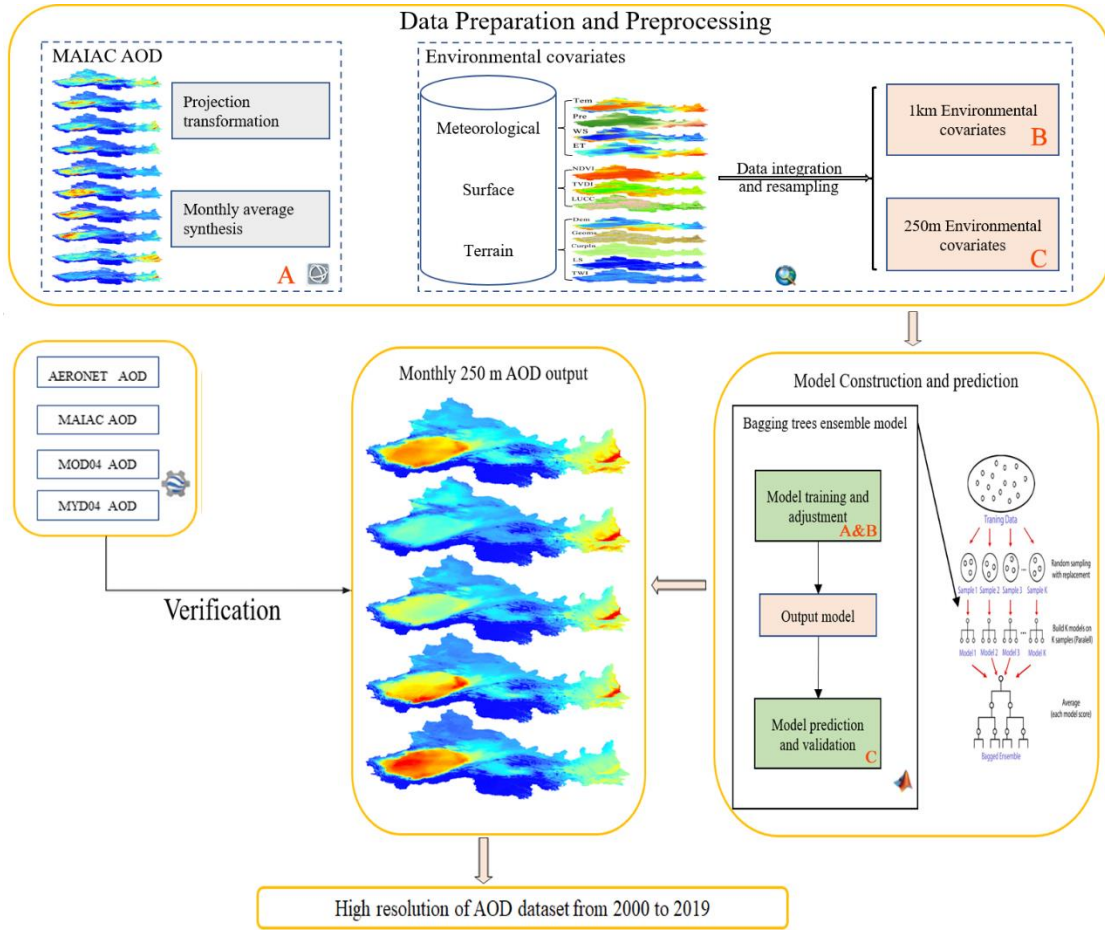 Data Preparation and Preprocessing
MAIAC AOD
Projection
transformation
Monthly average
synthesis
A
Environmental covariates
Meteorological
Surface
Terrain
Tem
Pre
WS
ET
NDVI
TVDI
LUCC
Dem
LS
TWI
Data integration
and resampling
1km Environmental
covariates
B
250m Environmental
covariates
C
AERONET AOD
MAIAC AOD
MOD04 AOD
MYD04 AOD
Verification
Monthly 250 m AOD output
Model Construction and prediction
Bagging trees ensemble model
Model training and
adjustment
A&B
Output model
Model prediction
and validation
C
Traning Data
Random sampling
with replacement
Sample 1 Sample 2 Sample 3 ... Sample K
Build K models on
K samples (Paralell)
Model 1 Model 2 Model 3 ... Model K
Average
(each model score)
Bagged Ensemble
High resolution of AOD dataset from 2000 to 2019